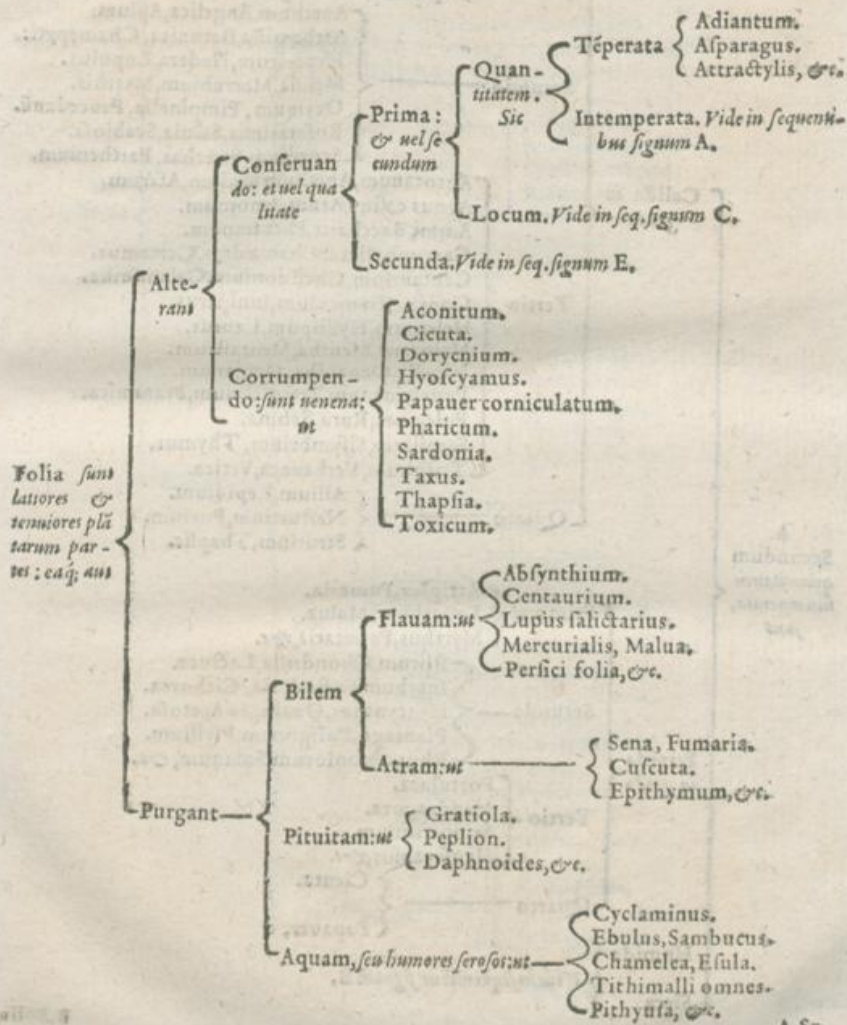 Folia sunt
latiores &
tenuiores plā
tarum par-
tes: eaq; aut
Alte-
rant
Conſeruan
do: et uel qua
litate
Prima:
& uel ſe
cundum
Quan-
titatem.
Sic
Tēperata
Adiantum.
Aſparagus.
Attractylis, &c.
Intemperata. Vide in ſequenti-
bus ſignum A.
Locum. Vide in ſeq. ſignum C.
Secunda. Vide in ſeq. ſignum E.
Corrumpen-
do: ſunt uenena:
ut
Aconitum.
Cicuta.
Dorycnium.
Hyoſcyamus.
Papauer corniculatum.
Pharicum.
Sardonia.
Taxus.
Thapſia.
Toxicum.
Purgant
Bilem
Flauam: ut
Abſynthium.
Centaurium.
Lupus ſalictarius.
Mercurialis, Malua.
Perſici folia, &c.
Atram: ut
Sena, Fumaria.
Cuſcuta.
Epithymum, &c.
Pituitam: ut
Gratiola.
Peplion.
Daphnoides, &c.
Aquam, ſeu humores ſeroſos: ut
Cyclaminus.
Ebulus, Sambucus.
Chamelea, Eſula.
Tithimalli omnes.
Pithyuſa, &c.